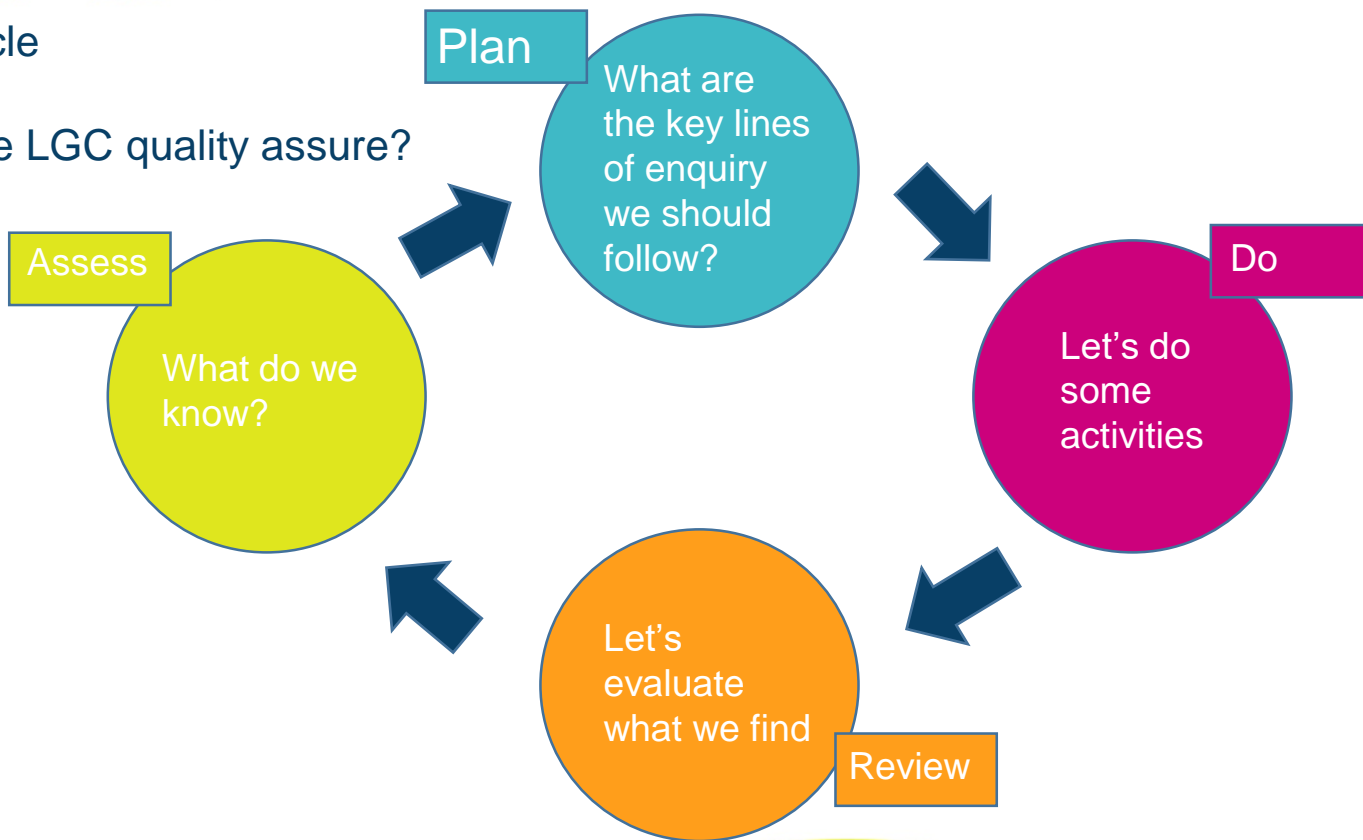 cle
e LGC quality assure?
Plan
What are
the key lines
of enquiry
we should
follow?
Assess
What do we
know?
Do
Let's do
some
activities
Let's
evaluate
what we find
Review